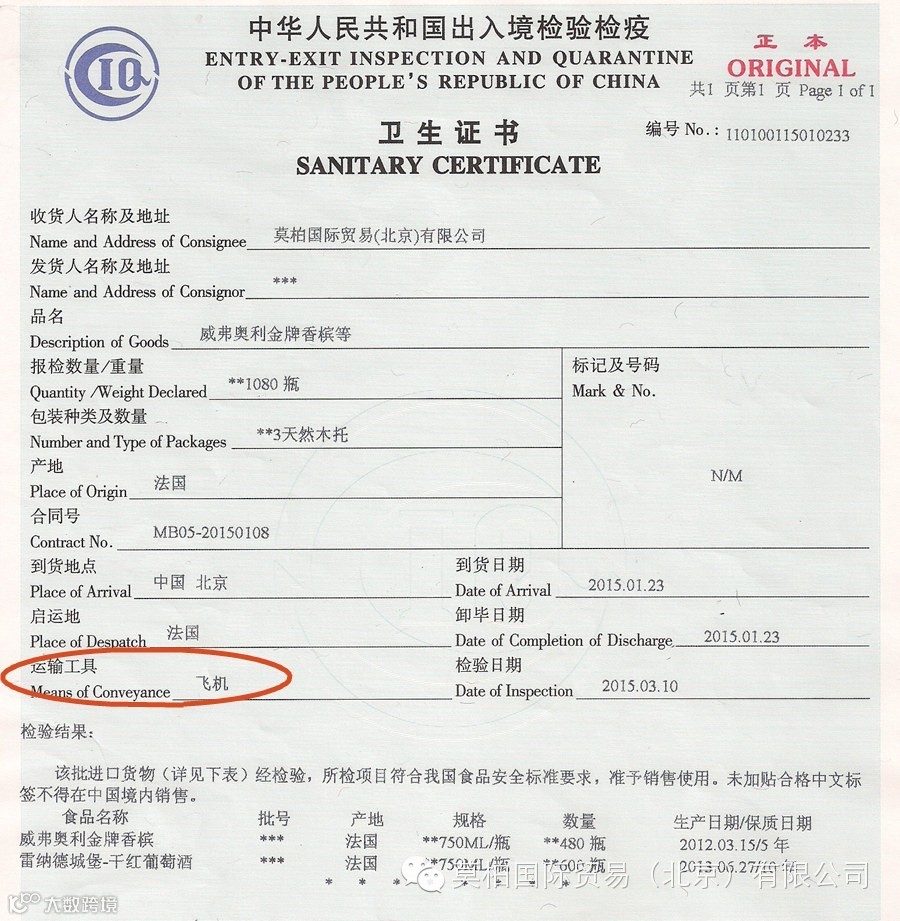 中华人民共和国出入境检验检疫
ENTRY-EXIT INSPECTION AND QUARANTINE
OF THE PEOPLE'S REPUBLIC OF CHINA
CIQ
正 本
ORIGINAL
共1 页第1 页 Page 1 of 1
卫生证书
SANITARY CERTIFICATE
编号 No.: 110100115010233
收货人名称及地址
Name and Address of Consignee 莫柏国际贸易(北京)有限公司
发货人名称及地址
Name and Address of Consignor ***
品名
Description of Goods 威弗奥利金牌香槟等
报检数量/重量
Quantity /Weight Declared **1080 瓶
标记及号码
Mark & No.
N/M
包装种类及数量
Number and Type of Packages **3天然木托
产地
Place of Origin 法国
合同号
Contract No. MB05-20150108
到货地点
Place of Arrival 中国 北京
到货日期
Date of Arrival 2015.01.23
启运地
Place of Despatch 法国
卸毕日期
Date of Completion of Discharge 2015.01.23
运输工具
Means of Conveyance 飞机
检验日期
Date of Inspection 2015.03.10
检验结果:
该批进口货物(详见下表)经检验，所检项目符合我国食品安全标准要求，准予销售使用。未加贴合格中文标
签不得在中国境内销售。
食品名称 批号 产地 规格 数量 生产日期/保质日期
威弗奥利金牌香槟 *** 法国 **750ML/瓶 **480 瓶 2012.03.15/5 年
雷纳德城堡-干红葡萄酒 *** 法国 **750ML/瓶 **600 瓶 2013.06.27/10 年
莫柏国际贸易（北京）有限公司
大数跨境